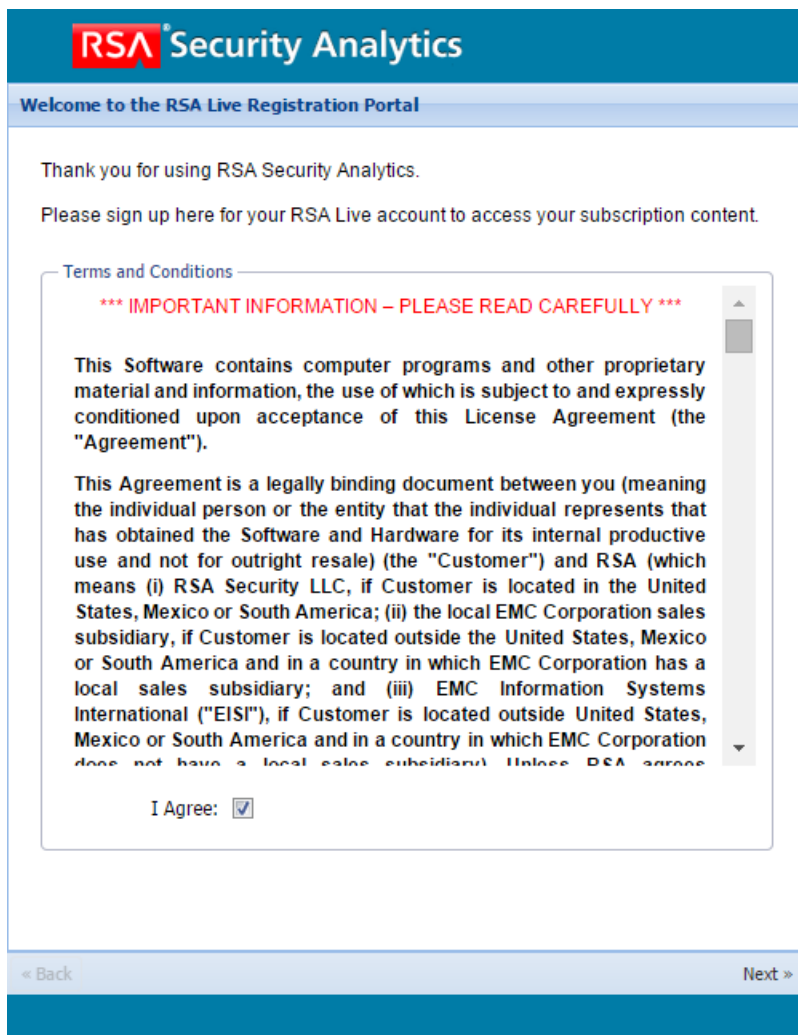 RSA® Security Analytics
Welcome to the RSA Live Registration Portal
Thank you for using RSA Security Analytics.
Please sign up here for your RSA Live account to access your subscription content.
Terms and Conditions
*** IMPORTANT INFORMATION – PLEASE READ CAREFULLY ***
This Software contains computer programs and other proprietary
material and information, the use of which is subject to and expressly
conditioned upon acceptance of this License Agreement (the
"Agreement").
This Agreement is a legally binding document between you (meaning
the individual person or the entity that the individual represents that
has obtained the Software and Hardware for its internal productive
use and not for outright resale) (the "Customer") and RSA (which
means (i) RSA Security LLC, if Customer is located in the United
States, Mexico or South America; (ii) the local EMC Corporation sales
subsidiary, if Customer is located outside the United States, Mexico
or South America and in a country in which EMC Corporation has a
local sales subsidiary; and (iii) EMC Information Systems
International ("EISI"), if Customer is located outside United States,
Mexico or South America and in a country in which EMC Corporation
does not have a local sales subsidiary). Unless RSA agrees
I Agree:
« Back
Next »